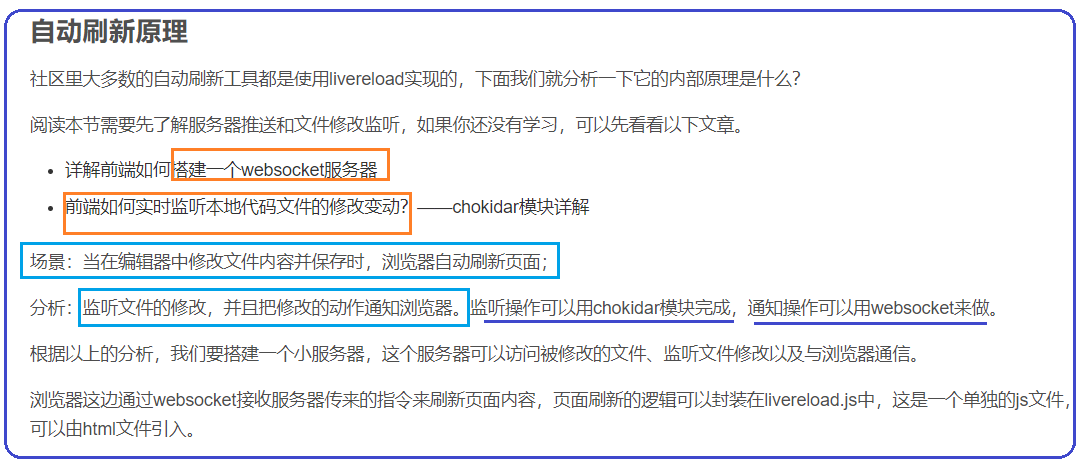 自动刷新原理
社区里大多数的自动刷新工具都是使用livereload实现的，下面我们就分析一下它的内部原理是什么？
阅读本节需要先了解服务器推送和文件修改监听，如果你还没有学习，可以先看看以下文章。
• 详解前端如何搭建一个websocket服务器
• 前端如何实时监听本地代码文件的修改变动？——chokidar模块详解
场景：当在编辑器中修改文件内容并保存时，浏览器自动刷新页面；
分析：监听文件的修改，并且把修改的动作通知浏览器。监听操作可以用chokidar模块完成，通知操作可以用websocket来做。
根据以上的分析，我们要搭建一个小服务器，这个服务器可以访问被修改的文件、监听文件修改以及与浏览器通信。
浏览器这边通过websocket接收服务器传来的指令来刷新页面内容，页面刷新的逻辑可以封装在livereload.js中，这是一个单独的js文件，
可以由html文件引入。